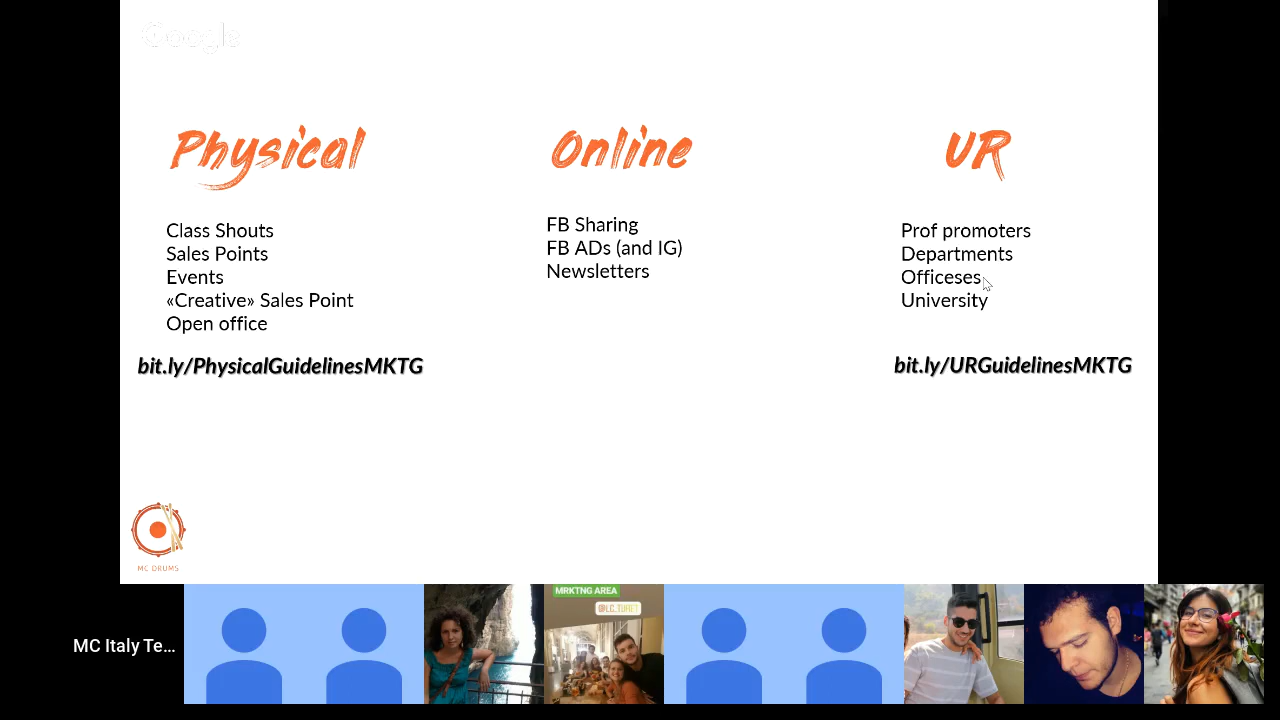 Google
Physical
Class Shouts
Sales Points
Events
«Creative» Sales Point
Open office
bit.ly/PhysicalGuidelinesMKTG
Online
FB Sharing
FB ADs (and IG)
Newsletters
UR
Prof promoters
Departments
Officeses
University
bit.ly/URGuidelinesMKTG
MC DRUMS
MC Italy Te...
MRKTNG AREA